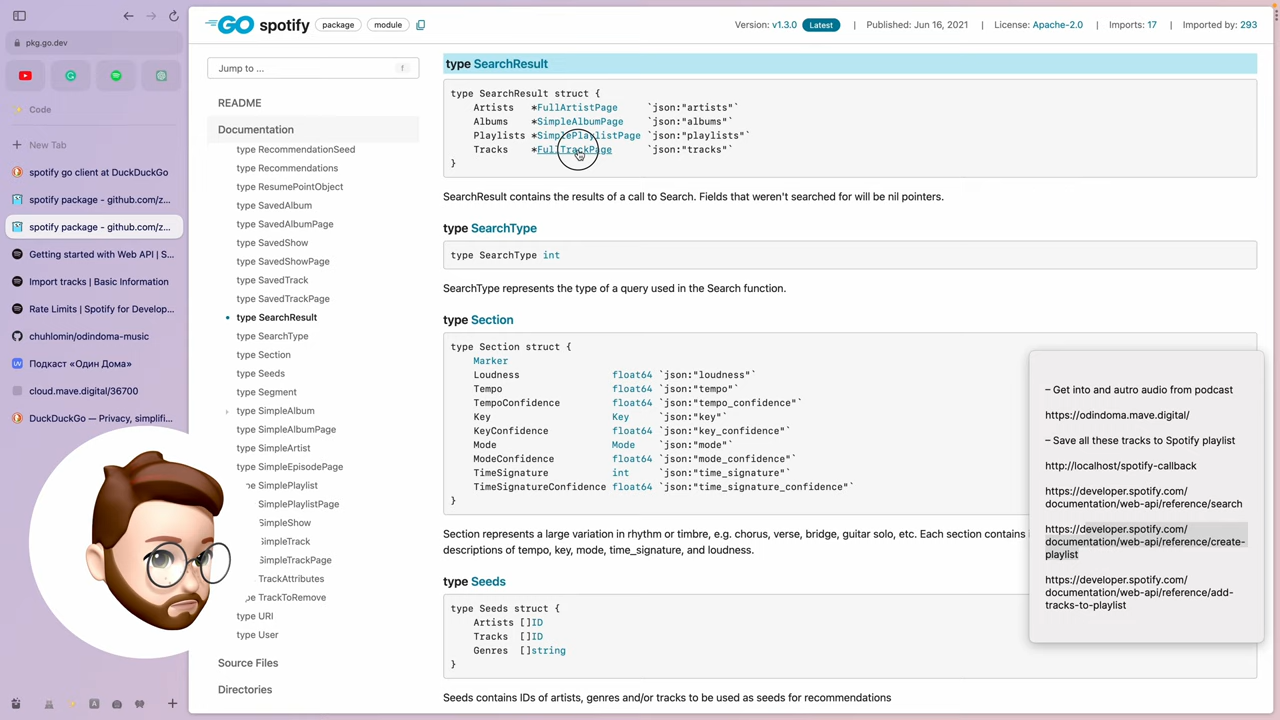 pkg.go.dev
Code
New Tab
spotify go client at DuckDuckGo
spotify package - github.com/z...
spotify package - github.com/z...
Getting started with Web API | S...
Import tracks | Basic Information
Rate Limits | Spotify for Develop...
chuhlomin/odindoma-music
Подкаст «Один Дома»
cloud.mave.digital/36700
DuckDuckGo — Privacy, simplifi...
GO spotify package module
Version: v1.3.0 Latest | Published: Jun 16, 2021 | License: Apache-2.0 | Imports: 17 | Imported by: 293
Jump to ... f
README
Documentation
type RecommendationSeed
type Recommendations
type ResumePointObject
type SavedAlbum
type SavedAlbumPage
type SavedShow
type SavedShowPage
type SavedTrack
type SavedTrackPage
type SearchResult
type SearchType
type Section
type Seeds
type Segment
type SimpleAlbum
type SimpleAlbumPage
type SimpleArtist
type SimpleEpisodePage
ype SimplePlaylist
SimplePlaylistPage
SimpleShow
SimpleTrack
SimpleTrackPage
TrackAttributes
ype TrackToRemove
type URI
type User
Source Files
Directories
type SearchResult
type SearchResult struct {
Artists *FullArtistPage `json:"artists"`
Albums *SimpleAlbumPage `json:"albums"`
Playlists *SimplePlaylistPage `json:"playlists"`
Tracks *FullTrackPage `json:"tracks"`
}
SearchResult contains the results of a call to Search. Fields that weren't searched for will be nil pointers.
type SearchType
type SearchType int
SearchType represents the type of a query used in the Search function.
type Section
type Section struct {
Marker
Loudness float64 `json:"loudness"`
Tempo float64 `json:"tempo"`
TempoConfidence float64 `json:"tempo_confidence"`
Key Key `json:"key"`
KeyConfidence float64 `json:"key_confidence"`
Mode Mode `json:"mode"`
ModeConfidence float64 `json:"mode_confidence"`
TimeSignature int `json:"time_signature"`
TimeSignatureConfidence float64 `json:"time_signature_confidence"`
}
Section represents a large variation in rhythm or timbre, e.g. chorus, verse, bridge, guitar solo, etc. Each section contains i
descriptions of tempo, key, mode, time_signature, and loudness.
type Seeds
type Seeds struct {
Artists []ID
Tracks []ID
Genres []string
}
Seeds contains IDs of artists, genres and/or tracks to be used as seeds for recommendations
– Get into and autro audio from podcast
https://odindoma.mave.digital/
– Save all these tracks to Spotify playlist
http://localhost/spotify-callback
https://developer.spotify.com/
documentation/web-api/reference/search
https://developer.spotify.com/
documentation/web-api/reference/create-
playlist
https://developer.spotify.com/
documentation/web-api/reference/add-
tracks-to-playlist